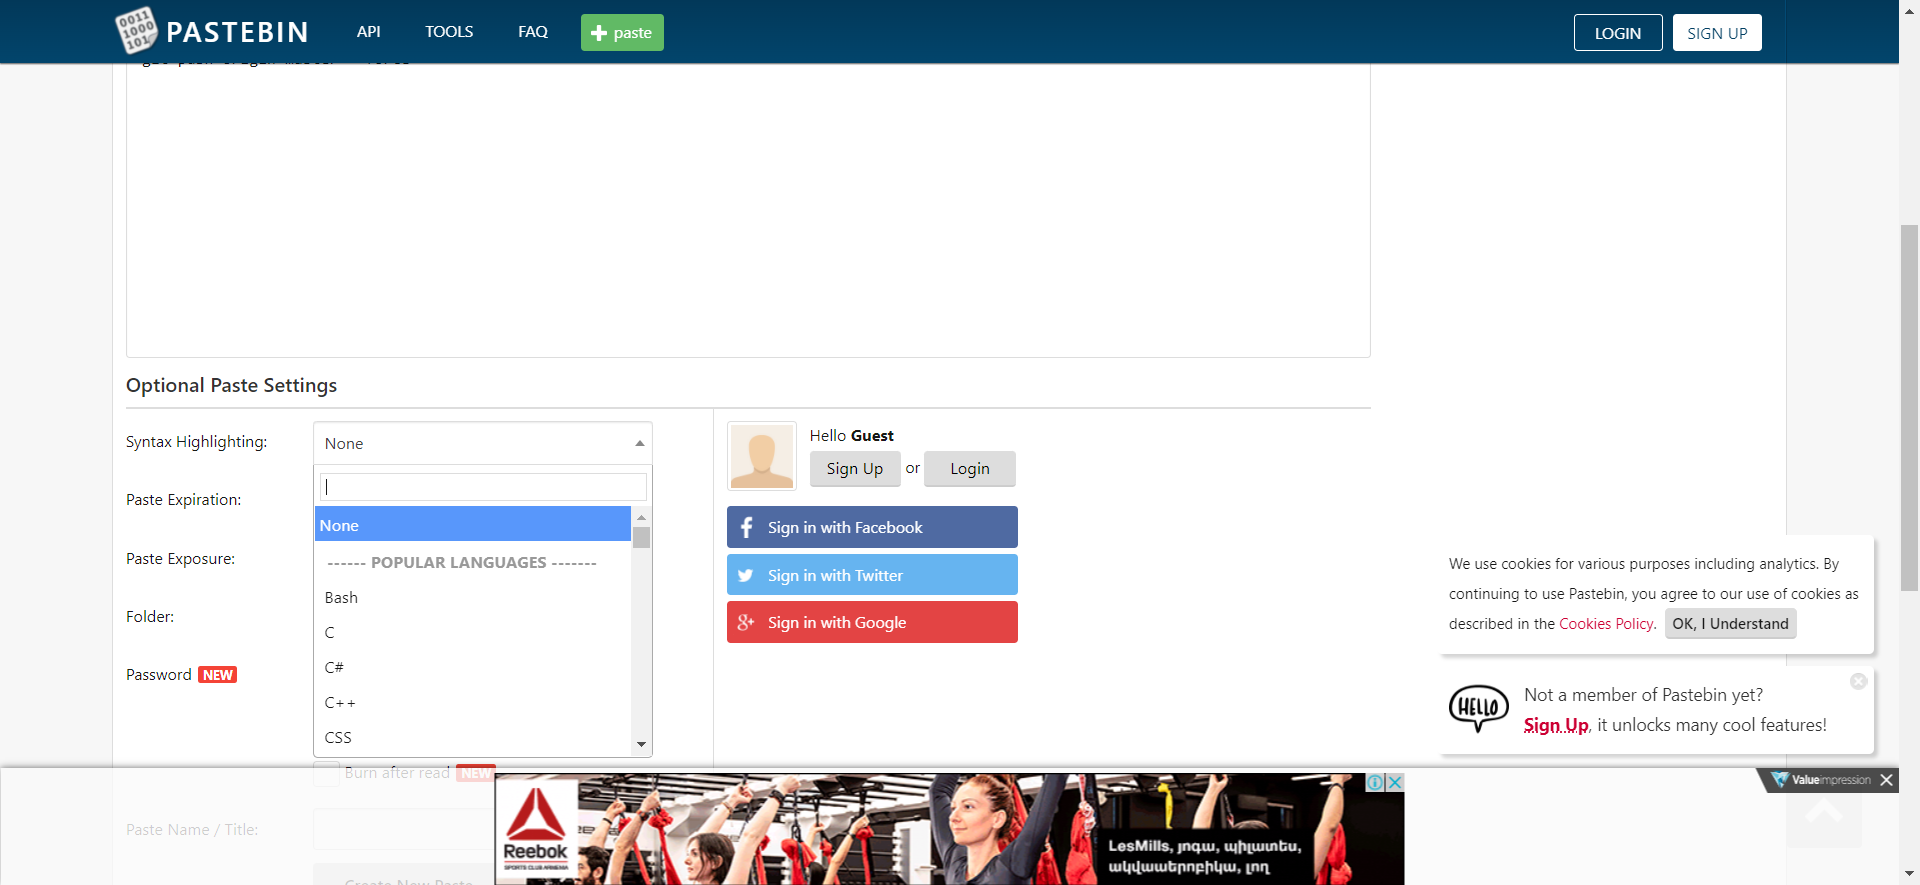 PASTEBIN
API
TOOLS
FAQ
paste
LOGIN
SIGN UP
Optional Paste Settings
Syntax Highlighting:
None
None
------ POPULAR LANGUAGES -------
Bash
C
C#
C++
CSS
Paste Expiration:
Paste Exposure:
Folder:
Password NEW
Burn after read NEW
Paste Name / Title:
Create New Paste
Hello Guest
Sign Up or Login
Sign in with Facebook
Sign in with Twitter
Sign in with Google
We use cookies for various purposes including analytics. By
continuing to use Pastebin, you agree to our use of cookies as
described in the Cookies Policy. OK, I Understand
HELLO
Not a member of Pastebin yet?
Sign Up, it unlocks many cool features!
Valueimpression
Reebok
SPORTS CLUB ARMENIA
LesMills, յոգա, պիլատես,
ակվաաերոբիկա, լող